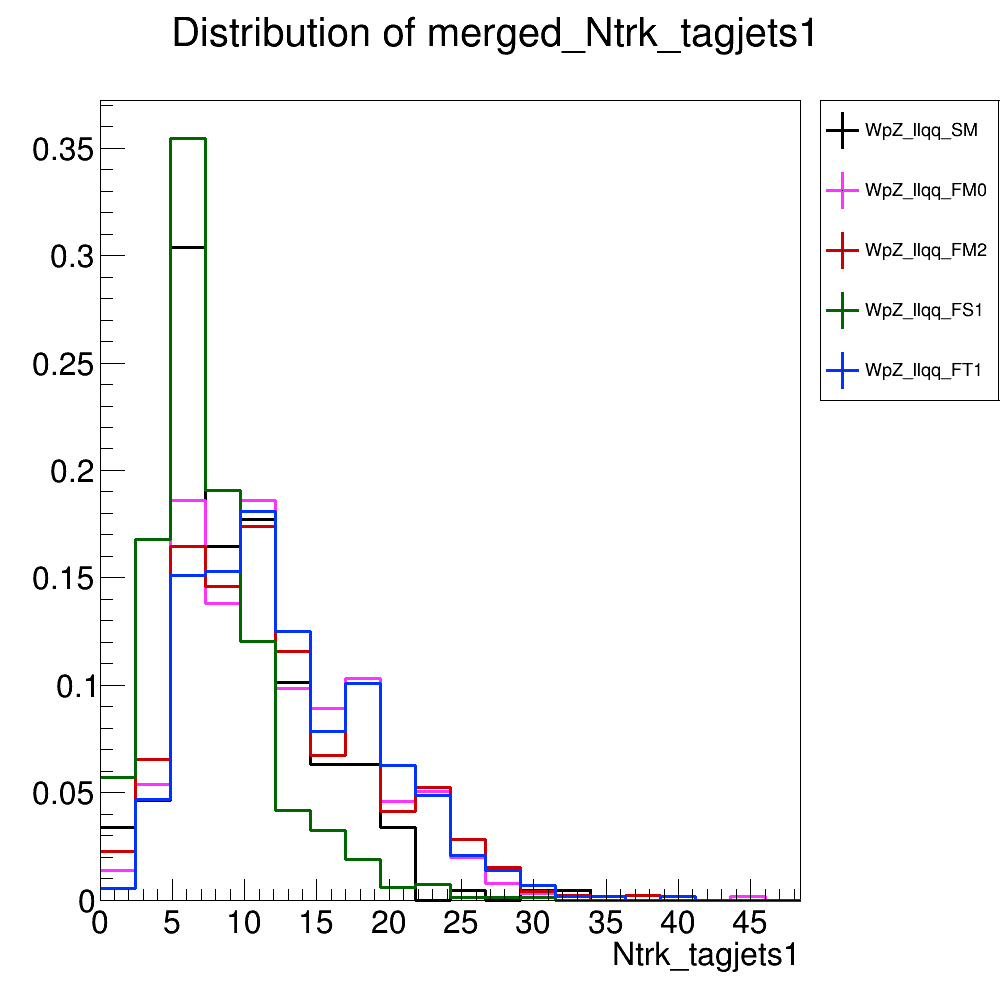 Distribution of merged_Ntrk_tagjets1
WpZ_llqq_SM
WpZ_llqq_FM0
WpZ_llqq_FM2
WpZ_llqq_FS1
WpZ_llqq_FT1
0.35
0.3
0.25
0.2
0.15
0.1
0.05
0
0 5 10 15 20 25 30 35 40 45
Ntrk_tagjets1